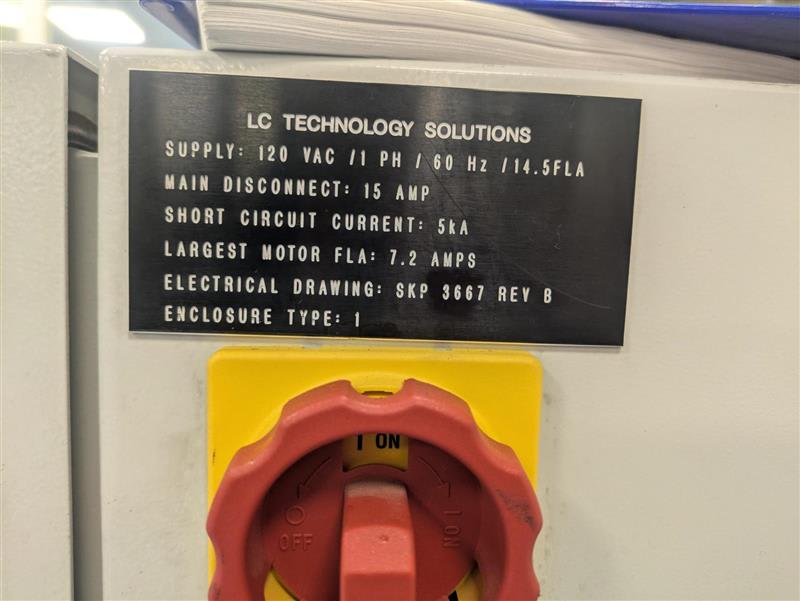 LC TECHNOLOGY SOLUTIONS
SUPPLY: 120 VAC /1 PH / 60 Hz /14.5FLA
MAIN DISCONNECT: 15 AMP
SHORT CIRCUIT CURRENT: 5kA
LARGEST MOTOR FLA: 7.2 AMPS
ELECTRICAL DRAWING: SKP 3667 REV B
ENCLOSURE TYPE: 1
I ON
O OFF
I ON